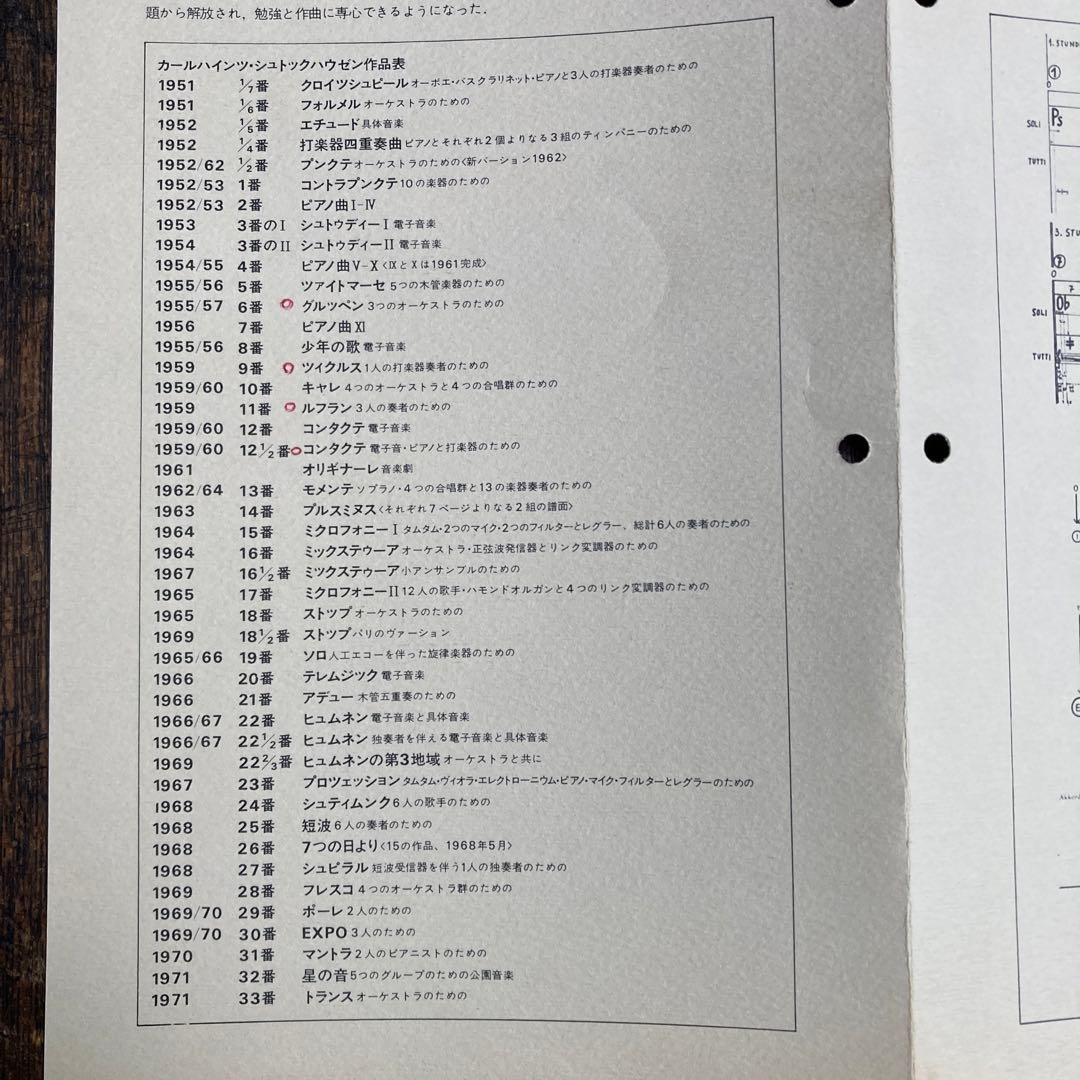 題から解放され，勉強と作曲に専心できるようになった．
カールハインツ・シュトックハウゼン作品表
1951 1/7番 クロイツシュピール オーボエ・バスクラリネット・ピアノと3人の打楽器奏者のための
1951 1/6番 フォルメル オーケストラのための
1952 1/5番 エチュード 具体音楽
1952 1/4番 打楽器四重奏曲 ピアノとそれぞれ2個よりなる3組のティンパニーのための
1952/62 1/2番 プンクテ オーケストラのための〈新バージョン1962〉
1952/53 1番 コントラプンクテ 10の楽器のための
1952/53 2番 ピアノ曲I-IV
1953 3番のI シュトゥディーI 電子音楽
1954 3番のII シュトゥディーII 電子音楽
1954/55 4番 ピアノ曲V-X〈IXとXは1961完成〉
1955/56 5番 ツァイトマーセ 5つの木管楽器のための
1955/57 6番 グルッペン 3つのオーケストラのための
1956 7番 ピアノ曲XI
1955/56 8番 少年の歌 電子音楽
1959 9番 ツィクルス 1人の打楽器奏者のための
1959/60 10番 キャレ 4つのオーケストラと4つの合唱群のための
1959 11番 ルフラン 3人の奏者のための
1959/60 12番 コンタクテ 電子音楽
1959/60 12 1/2番 コンタクテ 電子音・ピアノと打楽器のための
1961 オリギナーレ 音楽劇
1962/64 13番 モメンテ ソプラノ・4つの合唱群と13の楽器奏者のための
1963 14番 プルスミヌス〈それぞれ7ページよりなる2組の譜面〉
1964 15番 ミクロフォニーI タムタム・2つのマイク・2つのフィルターとレグラー、総計6人の奏者のための
1964 16番 ミックステゥーア オーケストラ・正弦波発信器とリンク変調器のための
1967 16 1/2番 ミックステゥーア 小アンサンブルのための
1965 17番 ミクロフォニーII 12人の歌手・ハモンドオルガンと4つのリンク変調器のための
1965 18番 ストップ オーケストラのための
1969 18 1/2番 ストップ パリのヴァーション
1965/66 19番 ソロ 人工エコーを伴った旋律楽器のための
1966 20番 テレムジック 電子音楽
1966 21番 アデュー 木管五重奏のための
1966/67 22番 ヒュムネン 電子音楽と具体音楽
1966/67 22 1/2番 ヒュムネン 独奏者を伴える電子音楽と具体音楽
1969 22 2/3番 ヒュムネンの第3地域 オーケストラと共に
1967 23番 プロツェッション タムタム・ヴィオラ・エレクトローニウム・ピアノ・マイク・フィルターとレグラーのための
1968 24番 シュティムンク 6人の歌手のための
1968 25番 短波 6人の奏者のための
1968 26番 7つの日より〈15の作品、1968年5月〉
1968 27番 シュピラル 短波受信器を伴う1人の独奏者のための
1969 28番 フレスコ 4つのオーケストラ群のための
1969/70 29番 ポーレ 2人のための
1969/70 30番 EXPO 3人のための
1970 31番 マントラ 2人のピアニストのための
1971 32番 星の音 5つのグループのための公園音楽
1971 33番 トランス オーケストラのための
1. STUND
1
0
SOLI
Ps
TUTTI
3. STU
7
0
7
SOLI
Ob
TUTTI
0
I
E